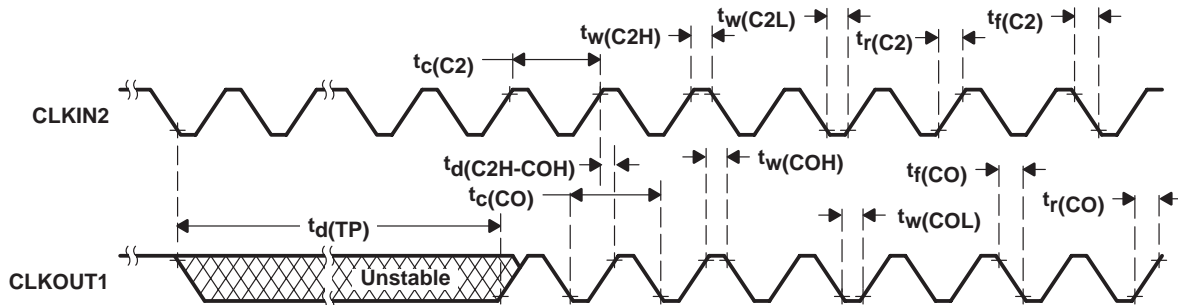 tw(C2H)
tw(C2L)
tf(C2)
tr(C2)
tc(C2)
CLKIN2
td(C2H-COH)
tw(COH)
tf(CO)
tc(CO)
tr(CO)
td(TP)
tw(COL)
Unstable
CLKOUT1